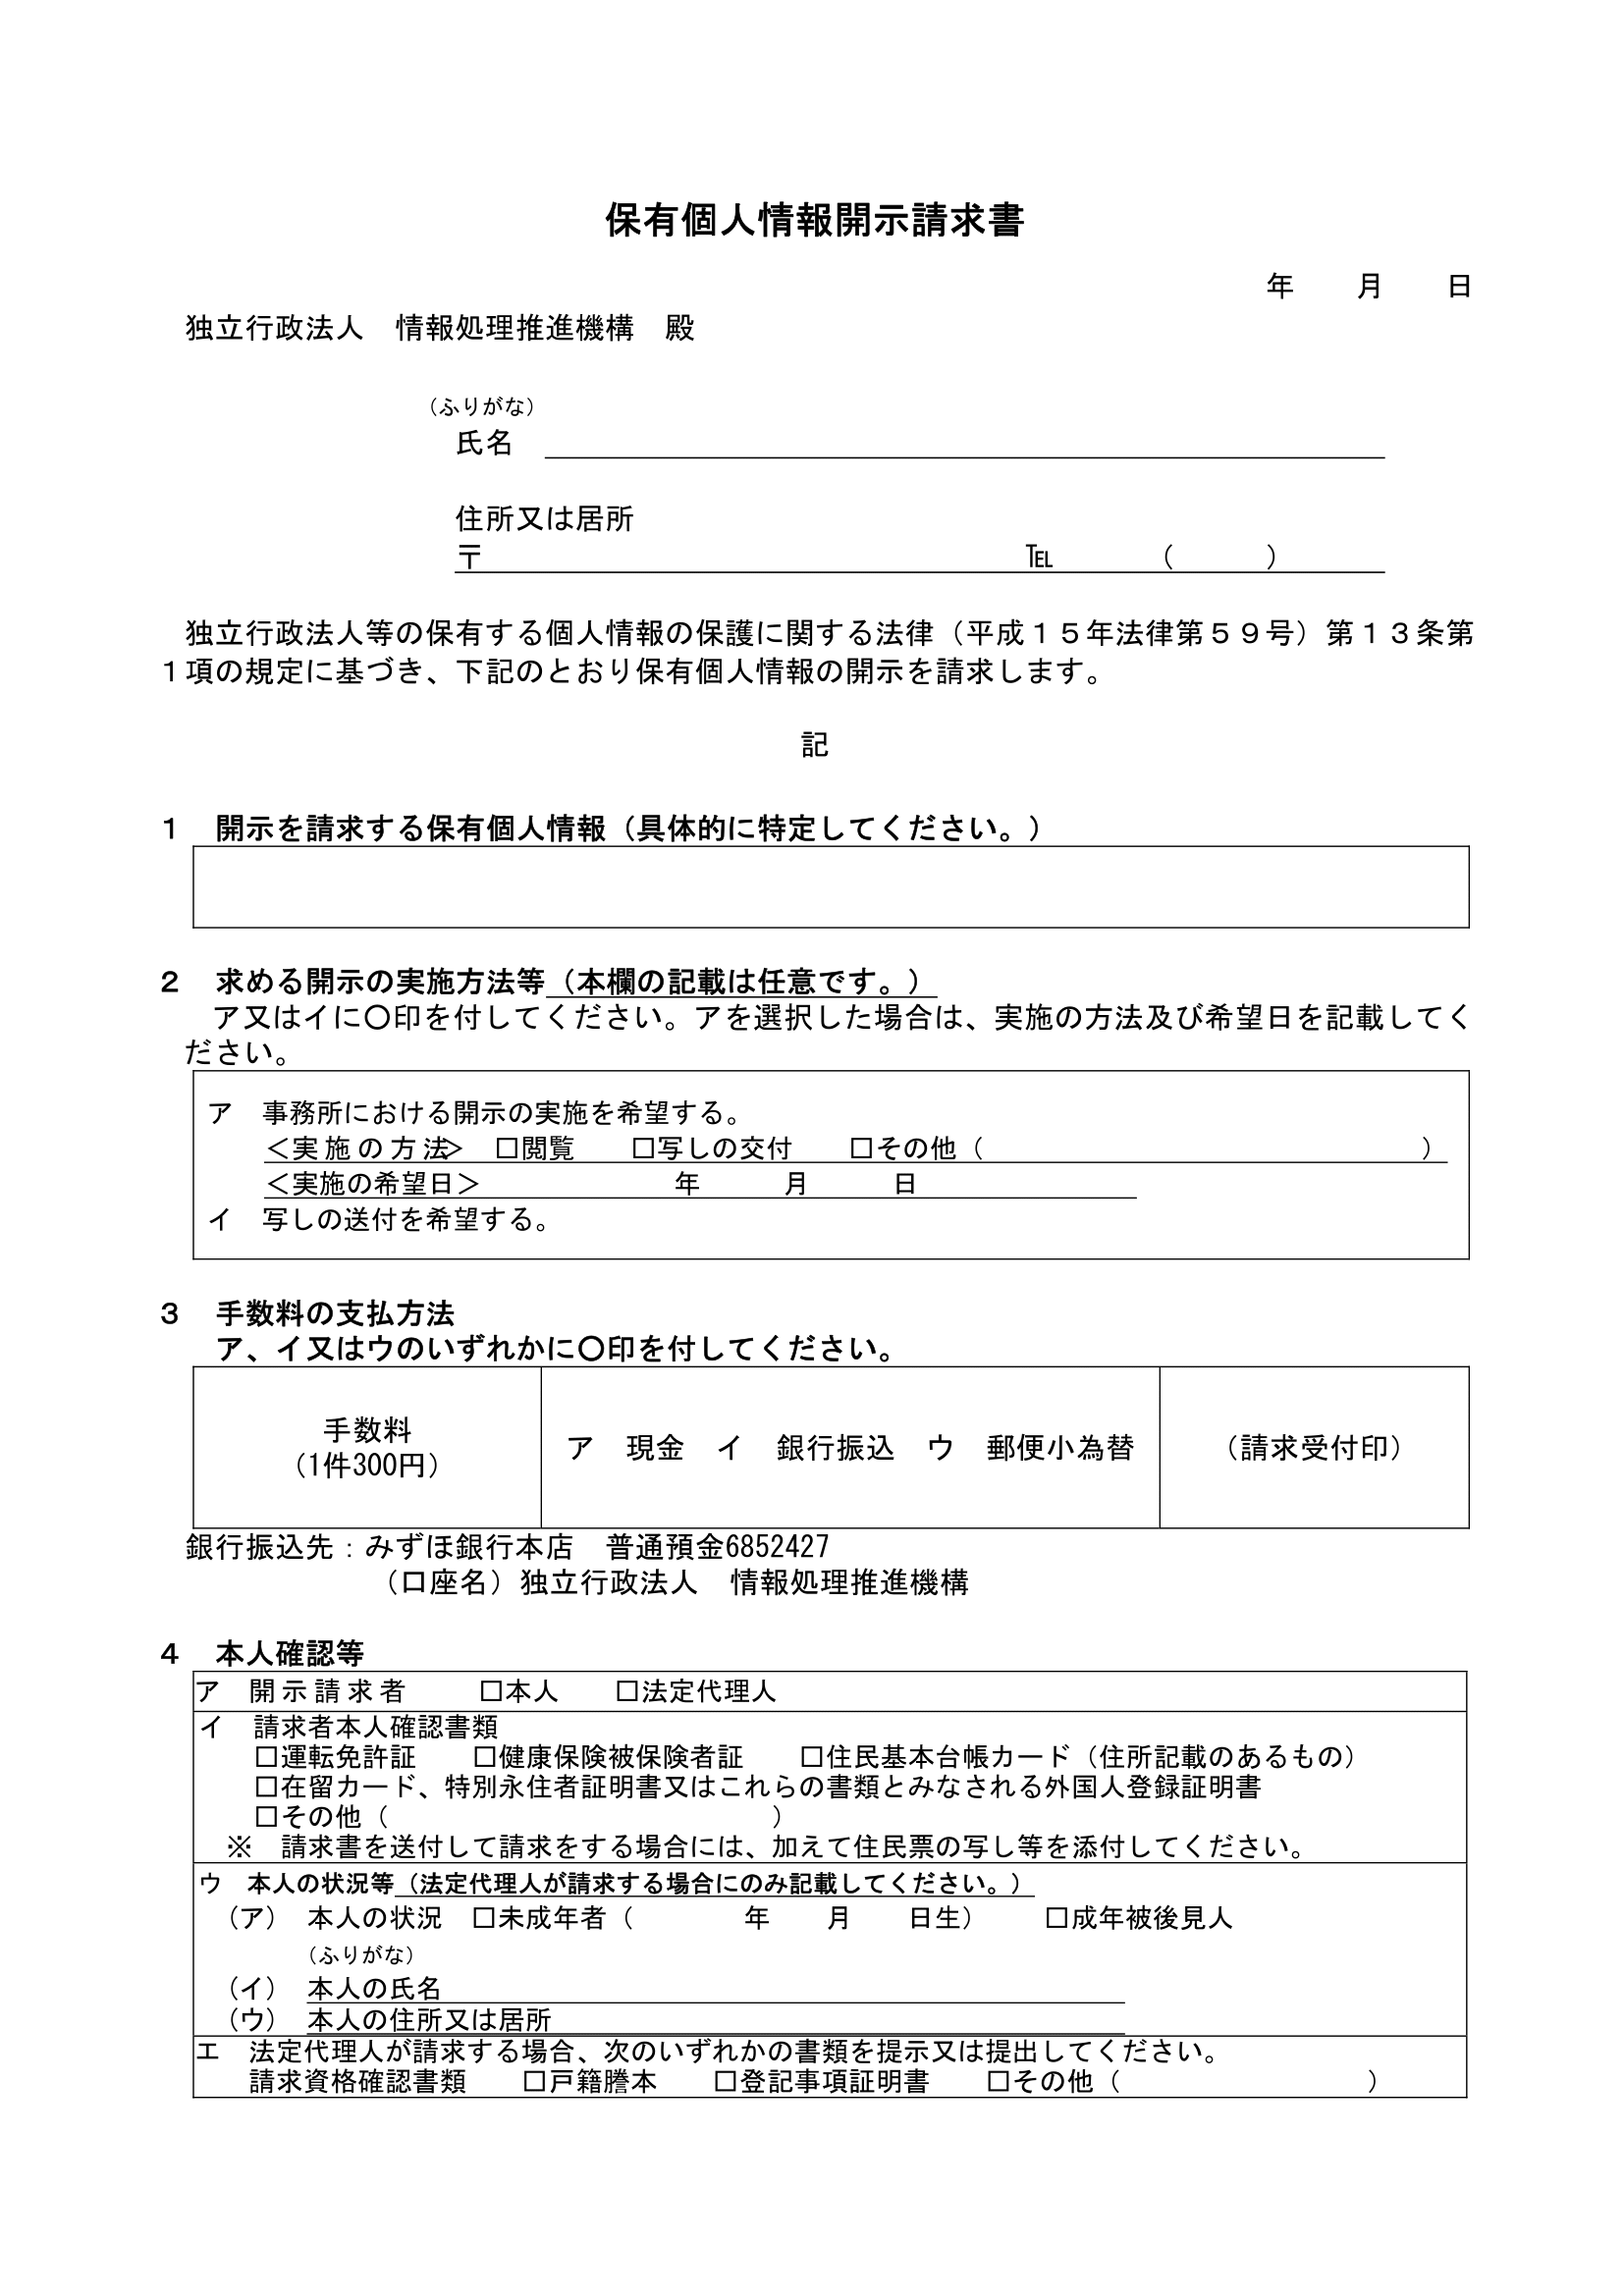 保有個人情報開示請求書
年　　月　　日
独立行政法人　情報処理推進機構　殿
（ふりがな）
氏名
住所又は居所
〒　　　　　　　　　　℡　　　（　　　）
独立行政法人等の保有する個人情報の保護に関する法律（平成１５年法律第５９号）第１３条第
１項の規定に基づき、下記のとおり保有個人情報の開示を請求します。
記
１　開示を請求する保有個人情報（具体的に特定してください。）
２　求める開示の実施方法等（本欄の記載は任意です。）
ア又はイに〇印を付してください。アを選択した場合は、実施の方法及び希望日を記載してく
ださい。
ア　事務所における開示の実施を希望する。
＜実施の方法＞　□閲覧　　□写しの交付　　□その他（　　　　　　　　　　）
＜実施の希望日＞　　　　　年　　月　　日
イ　写しの送付を希望する。
３　手数料の支払方法
ア、イ又はウのいずれかに〇印を付してください。
手数料
（1件300円）
ア　現金　イ　銀行振込　ウ　郵便小為替
（請求受付印）
銀行振込先：みずほ銀行本店　普通預金6852427
（口座名）独立行政法人　情報処理推進機構
４　本人確認等
ア　開示請求者　　□本人　　□法定代理人
イ　請求者本人確認書類
□運転免許証　　□健康保険被保険者証　　□住民基本台帳カード（住所記載のあるもの）
□在留カード、特別永住者証明書又はこれらの書類とみなされる外国人登録証明書
□その他（　　　　　　　　　　）
※　請求書を送付して請求をする場合には、加えて住民票の写し等を添付してください。
ウ　本人の状況等（法定代理人が請求する場合にのみ記載してください。）
（ア）　本人の状況　□未成年者（　　　年　　月　　日生）　　□成年被後見人
（ふりがな）
（イ）　本人の氏名
（ウ）　本人の住所又は居所
エ　法定代理人が請求する場合、次のいずれかの書類を提示又は提出してください。
請求資格確認書類　　□戸籍謄本　　□登記事項証明書　　□その他（　　　　　　）